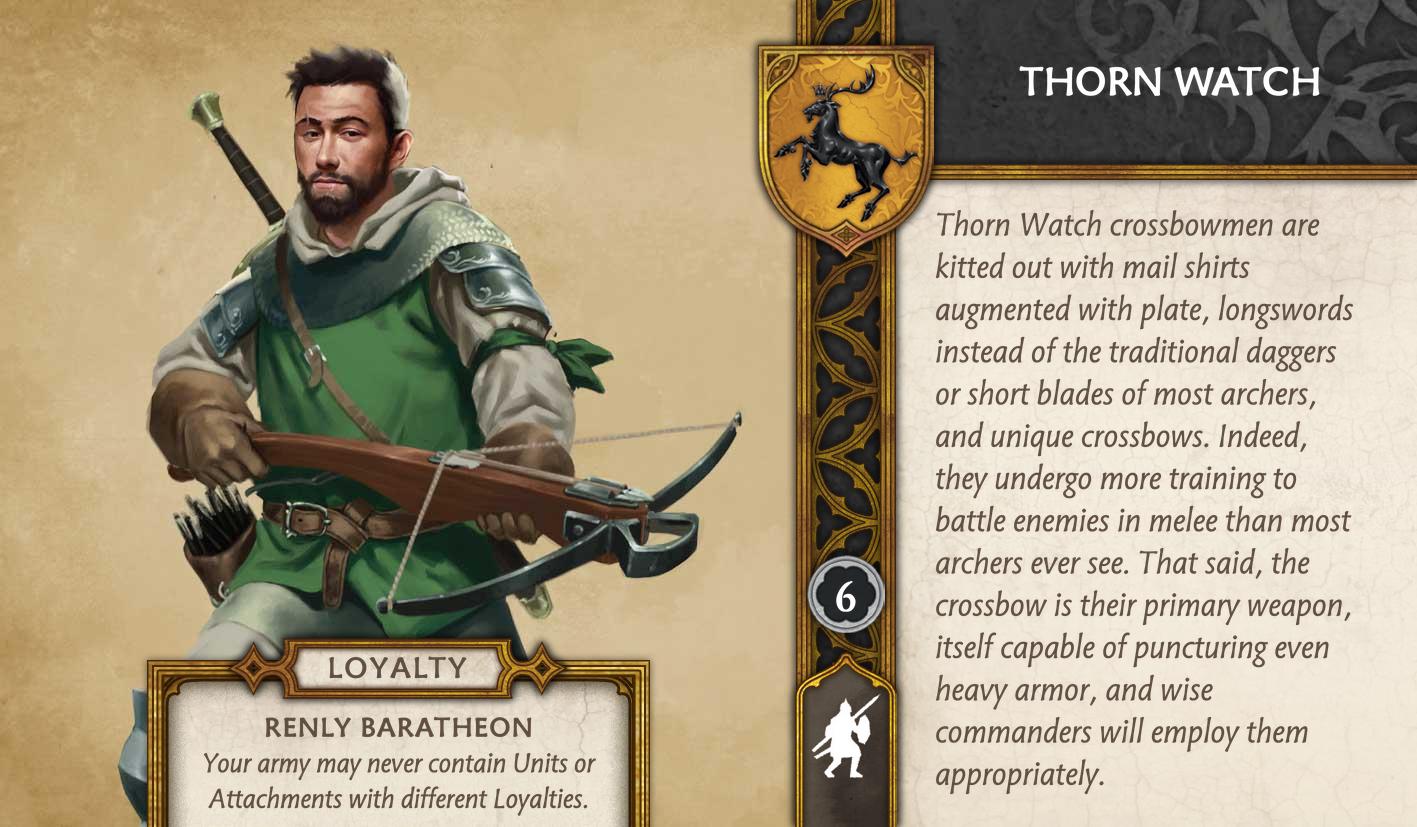 THORN WATCH
Thorn Watch crossbowmen are
kitted out with mail shirts
augmented with plate, longswords
instead of the traditional daggers
or short blades of most archers,
and unique crossbows. Indeed,
they undergo more training to
battle enemies in melee than most
archers ever see. That said, the
crossbow is their primary weapon,
itself capable of puncturing even
heavy armor, and wise
commanders will employ them
appropriately.
6
LOYALTY
RENLY BARATHEON
Your army may never contain Units or
Attachments with different Loyalties.